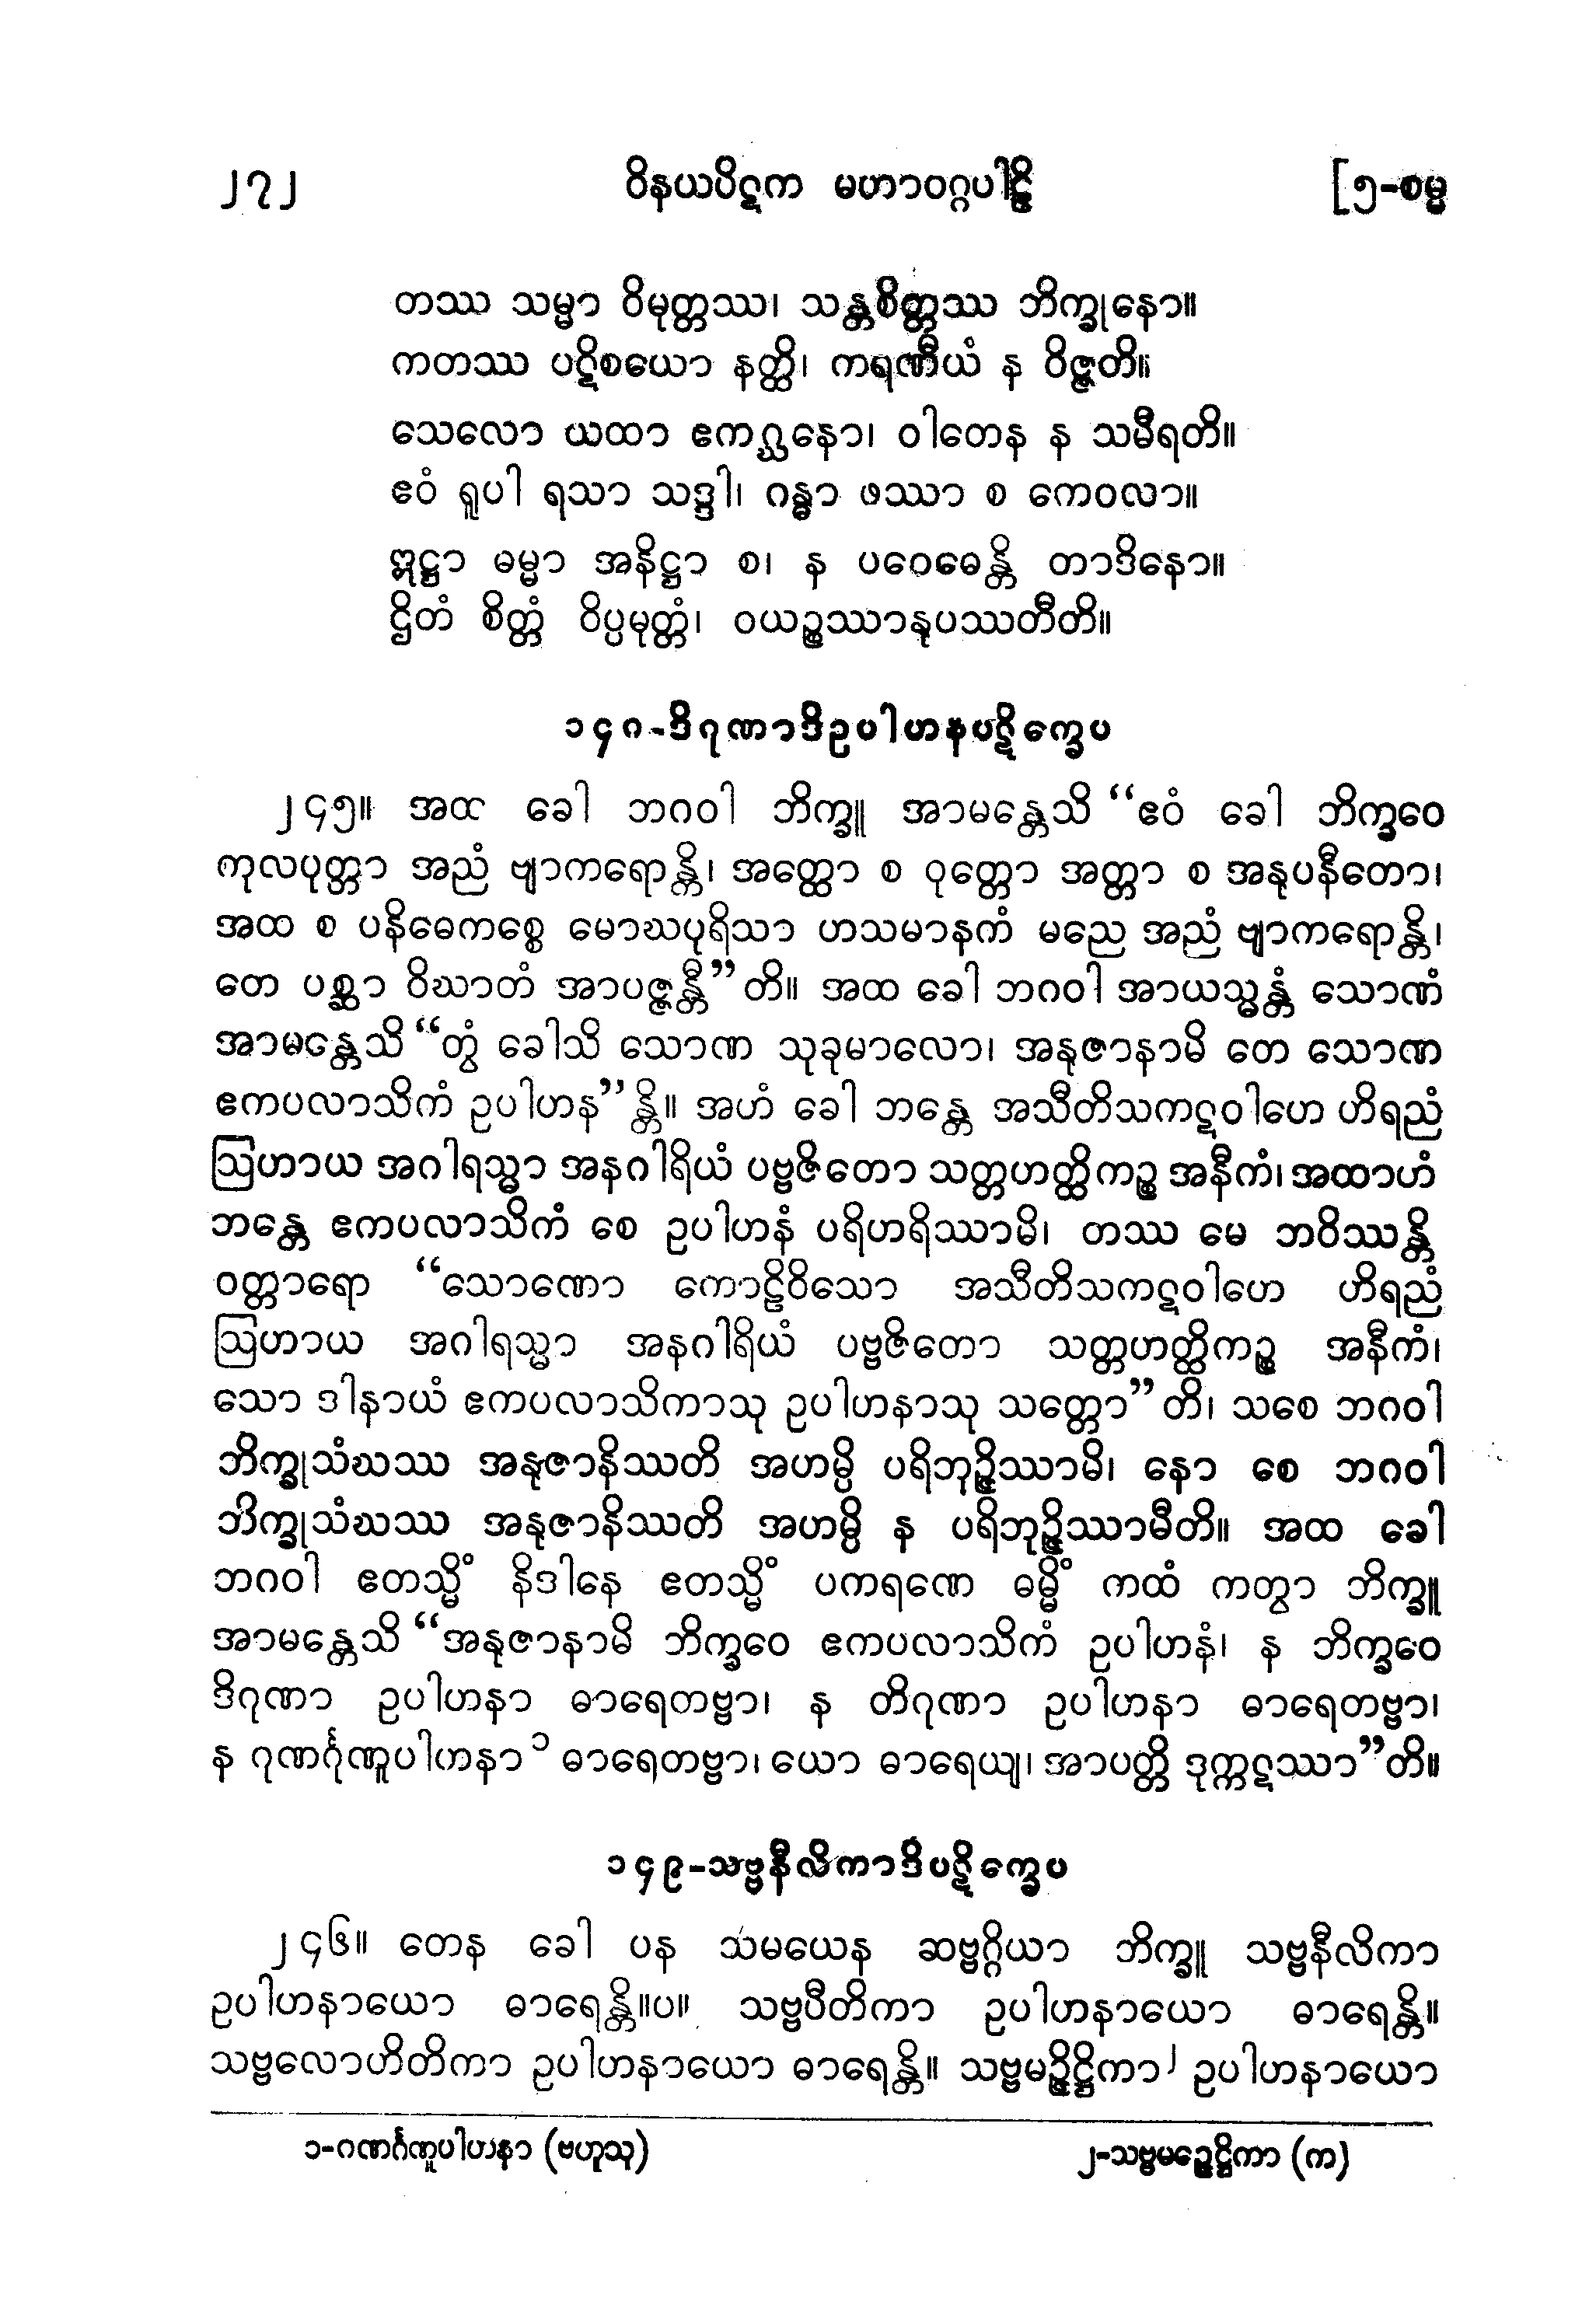 ၂၇၂ ဝိနယပိဋက မဟာဝဂ္ဂပါဠိ [၅-စမ္မ
တဿ သမ္မာ ဝိမုတ္တဿ၊ သန္တစိတ္တဿ ဘိက္ခုနော။
ကတဿ ပဋိစယော နတ္ထိ၊ ကရဏီယံ န ဝိဇ္ဇတိ။
သေလော ယထာ ဧကဂ္ဃနော၊ ဝါတေန န သမီရတိ။
ဧဝံ ရူပါ ရသာ သဒ္ဒါ၊ ဂန္ဓာ ဖဿာ စ ကေဝလာ။
ဣဋ္ဌာ ဓမ္မာ အနိဋ္ဌာ စ၊ န ပဝေဓေန္တိ တာဒိနော။
ဌိတံ စိတ္တံ ဝိပ္ပမုတ္တံ၊ ဝယဉ္စဿာနုပဿတီတိ။
၁၄၈-ဒိဂုဏာဒိဥပါဟနပဋိက္ခေပ
၂၄၅။ အထ ခေါ ဘဂဝါ ဘိက္ခူ အာမန္တေသိ “ဧဝံ ခေါ ဘိက္ခဝေ
ကုလပုတ္တာ အညံ ဗျာကရောန္တိ၊ အတ္ထော စ ဝုတ္တော အတ္တာ စ အနုပနီတော၊
အထ စ ပနိဓေကစ္စေ မောဃပုရိသာ ဟသမာနကံ မညေ အညံ ဗျာကရောန္တိ၊
တေ ပစ္ဆာ ဝိဃာတံ အာပဇ္ဇန္တီ”တိ။ အထ ခေါ ဘဂဝါ အာယသ္မန္တံ သောဏံ
အာမန္တေသိ “တွံ ခေါသိ သောဏ သုခုမာလော၊ အနုဇာနာမိ တေ သောဏ
ဧကပလာသိကံ ဥပါဟန”န္တိ။ အဟံ ခေါ ဘန္တေ အသီတိသကဋဝါဟေ ဟိရညံ
ဩဟာယ အဂါရသ္မာ အနဂါရိယံ ပဗ္ဗဇိတော သတ္တဟတ္ထိကဉ္စ အနီကံ၊ အထာဟံ
ဘန္တေ ဧကပလာသိကံ စေ ဥပါဟနံ ပရိဟရိဿာမိ၊ တဿ မေ ဘဝိဿန္တိ
ဝတ္တာရော “သောဏော ကောဠိဝိသော အသီတိသကဋဝါဟေ ဟိရညံ
ဩဟာယ အဂါရသ္မာ အနဂါရိယံ ပဗ္ဗဇိတော သတ္တဟတ္ထိကဉ္စ အနီကံ၊
သော ဒါနာယံ ဧကပလာသိကာသု ဥပါဟနာသု သတ္တော”တိ၊ သစေ ဘဂဝါ
ဘိက္ခုသံဃဿ အနုဇာနိဿတိ အဟမ္ပိ ပရိဘုဉ္ဇိဿာမိ၊ နော စေ ဘဂဝါ
ဘိက္ခုသံဃဿ အနုဇာနိဿတိ အဟမ္ပိ န ပရိဘုဉ္ဇိဿာမီတိ။ အထ ခေါ
ဘဂဝါ ဧတသ္မိံ နိဒါနေ ဧတသ္မိံ ပကရဏေ ဓမ္မိံ ကထံ ကတွာ ဘိက္ခူ
အာမန္တေသိ “အနုဇာနာမိ ဘိက္ခဝေ ဧကပလာသိကံ ဥပါဟနံ၊ န ဘိက္ခဝေ
ဒိဂုဏာ ဥပါဟနာ ဓာရေတဗ္ဗာ၊ န တိဂုဏာ ဥပါဟနာ ဓာရေတဗ္ဗာ၊
န ဂုဏင်္ဂုဏူပါဟနာ ၁ ဓာရေတဗ္ဗာ၊ ယော ဓာရေယျ၊ အာပတ္တိ ဒုက္ကဋဿာ”တိ။
၁၄၉-သဗ္ဗနီလိကာဒိပဋိက္ခေပ
၂၄၆။ တေန ခေါ ပန သမယေန ဆဗ္ဗဂ္ဂိယာ ဘိက္ခူ သဗ္ဗနီလိကာ
ဥပါဟနာယော ဓာရေန္တိ။ပ။ သဗ္ဗပီတိကာ ဥပါဟနာယော ဓာရေန္တိ။
သဗ္ဗလောဟိတိကာ ဥပါဟနာယော ဓာရေန္တိ။ သဗ္ဗမဉ္ဇိဋ္ဌိကာ ၂ ဥပါဟနာယော
၁-ဂဏင်္ဂဏူပါဟနာ (ဗဟုသု) ၂-သဗ္ဗမဉ္ဇေဋ္ဌိကာ (က)